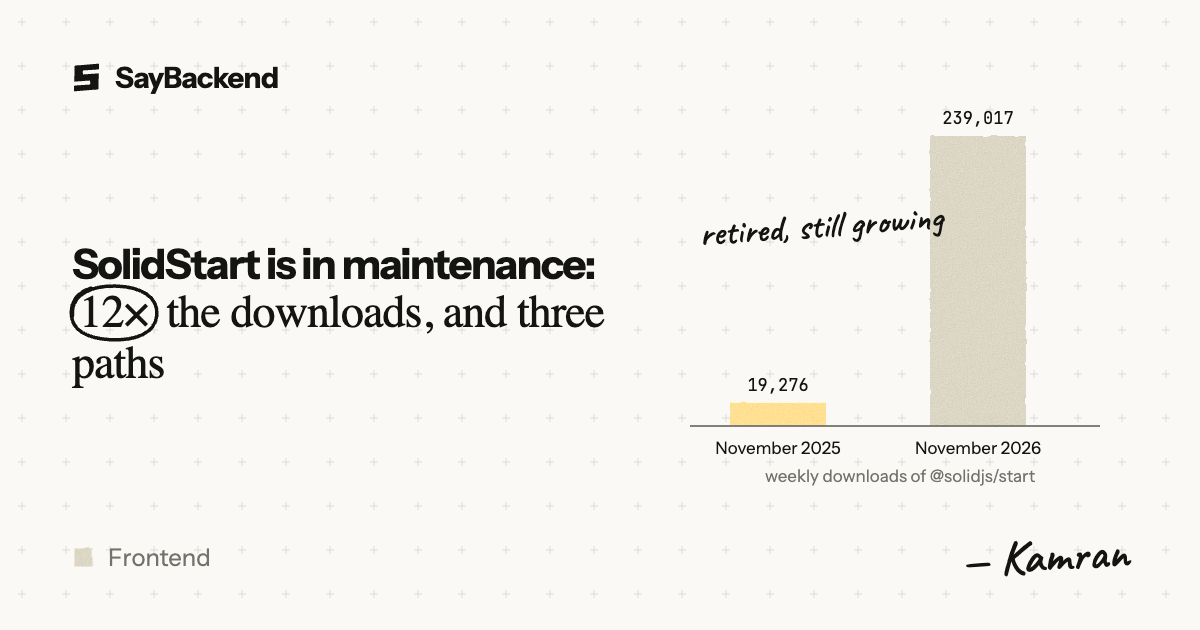 SayBackend
SolidStart is in maintenance:
12× the downloads, and three
paths
239,017
retired, still growing
19,276
November 2025
November 2026
weekly downloads of @solidjs/start
Frontend
– Kamran